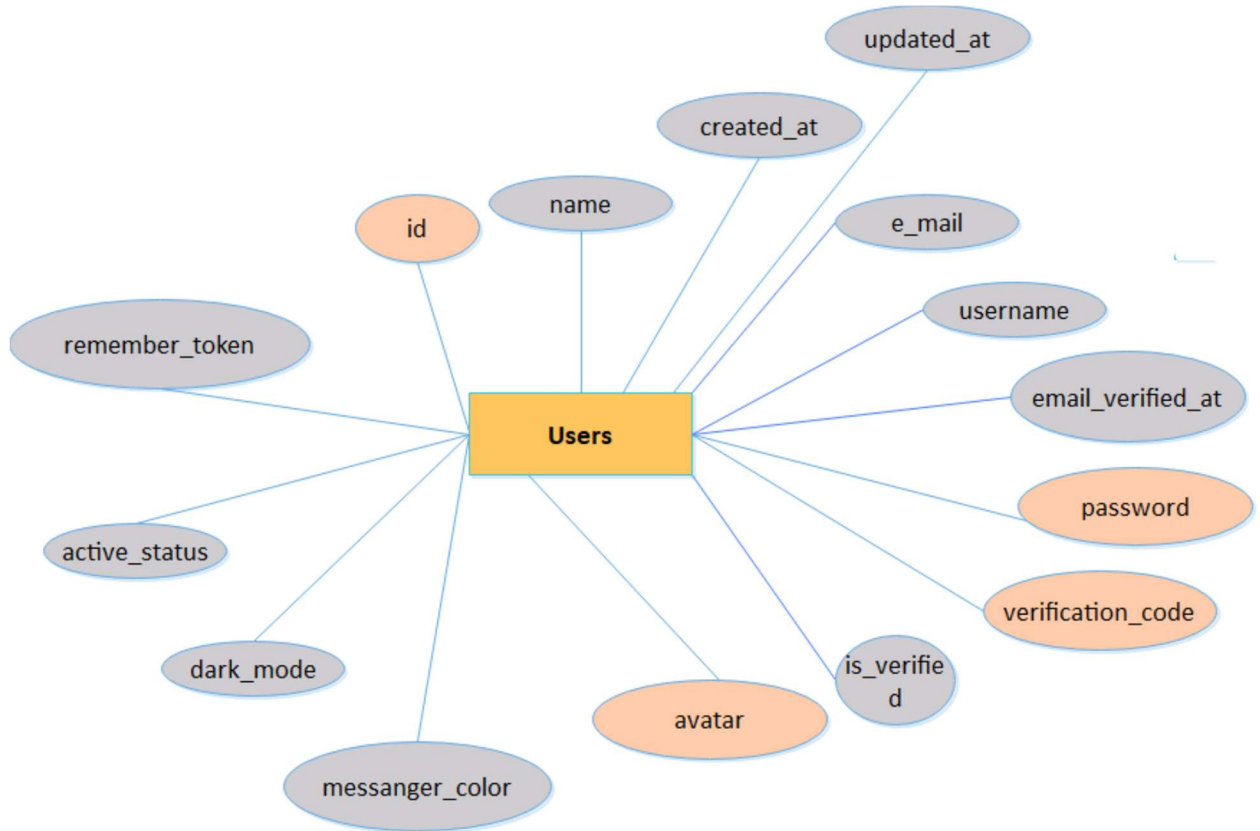 updated_at
created_at
name
id
e_mail
username
remember_token
email_verified_at
Users
password
active_status
verification_code
dark_mode
is_verifie
d
avatar
messanger_color